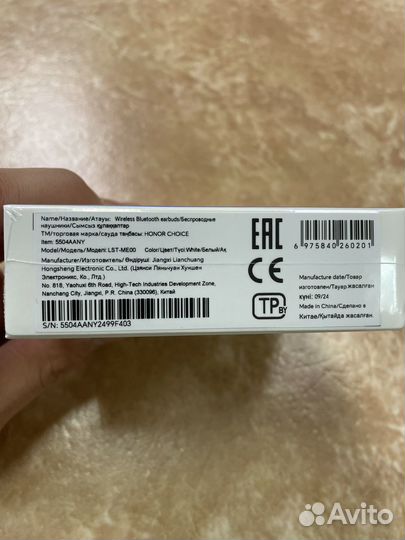 Name/Название/Атауы: Wireless Bluetooth earbuds/Беспроводные
наушники/Сымсыз құлаққаптар
TM/торговая марка/сауда таңбасы: HONOR CHOICE
Item: 5504AANY
Model/Модель/Моделі: LST-ME00 Color/Цвет/Түсі: White/Белый/Ақ
Manufacturer/Изготовитель/Өндіруші: Jiangxi Lianchuang
Hongsheng Electronic Co., Ltd. (Цзянси Ляньчуан Хуншен
Электроникс, Ко., Лтд.)
No. 818, Yaohui 6th Road, High-Tech Industries Development Zone,
Nanchang City, Jiangxi, P.R. China (330096), Китай
S/N: 5504AANY2499F403
EAC
CE
TP BY
6 975840 260201
Manufacture date/Товар
изготовлен/Тауар жасалған
күні: 09/24
Made in China/Сделано в
Китае/Қытайда жасалған.
Avito